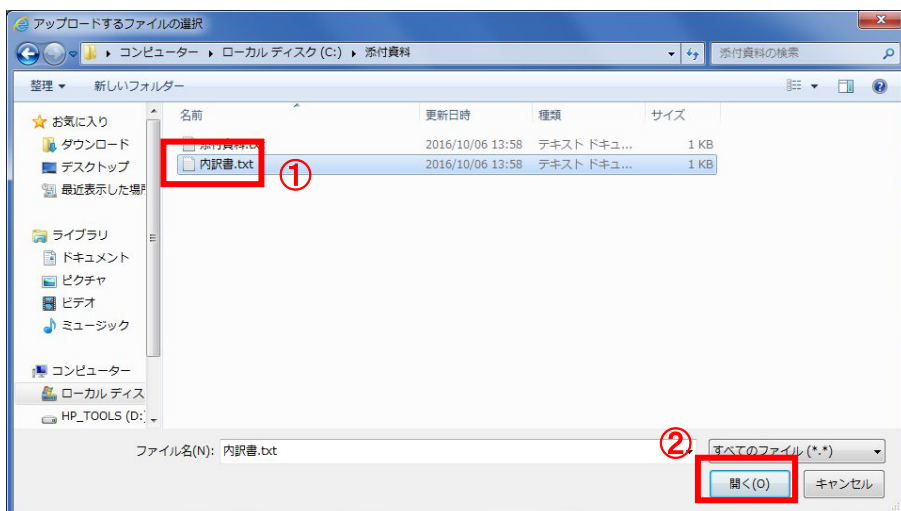 アップロードするファイルの選択
コンピューター ▸ ローカル ディスク (C:) ▸ 添付資料
添付資料の検索
整理 ▼ 新しいフォルダー
名前 更新日時 種類 サイズ
お気に入り
ダウンロード
デスクトップ
最近表示した場所
添付資料.txt 2016/10/06 13:58 テキスト ドキュ... 1 KB
内訳書.txt 2016/10/06 13:58 テキスト ドキュ... 1 KB
①
ライブラリ
ドキュメント
ピクチャ
ビデオ
ミュージック
コンピューター
ローカル ディス
HP_TOOLS (D:)
ファイル名(N): 内訳書.txt
②
すべてのファイル (*.*)
開く(O) キャンセル